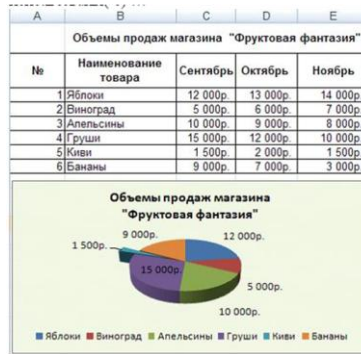 A B C D E
Объемы продаж магазина "Фруктовая фантазия"
№ Наименование товара Сентябрь Октябрь Ноябрь
1 Яблоки 12 000р. 13 000р. 14 000р.
2 Виноград 5 000р. 6 000р. 7 000р.
3 Апельсины 10 000р. 9 000р. 8 000р.
4 Груши 15 000р. 12 000р. 10 000р.
5 Киви 1 500р. 2 000р. 1 500р.
6 Бананы 9 000р. 7 000р. 3 000р.
Объемы продаж магазина
"Фруктовая фантазия"
9 000р. 12 000р.
1 500р.
15 000р.
5 000р.
10 000р.
Яблоки Виноград Апельсины Груши Киви Бананы